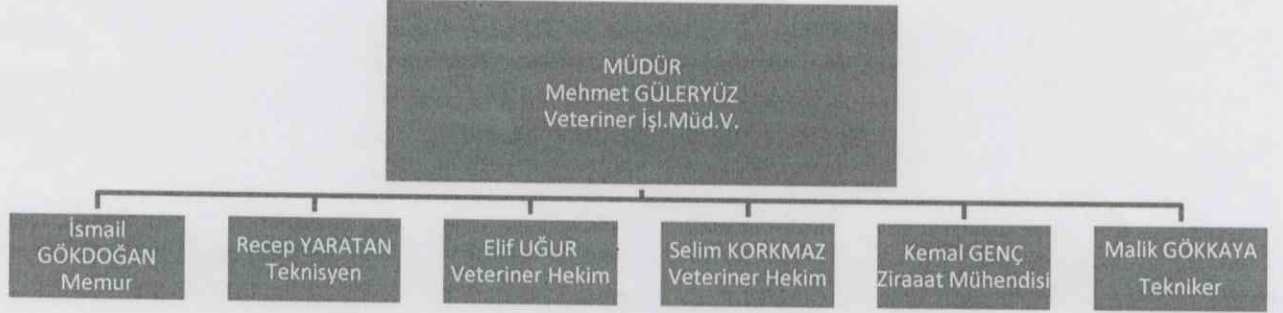 MÜDÜR
Mehmet GÜLERYÜZ
Veteriner İşl.Müd.V.
İsmail
GÖKDOĞAN
Memur
Recep YARATAN
Teknisyen
Elif UĞUR
Veteriner Hekim
Selim KORKMAZ
Veteriner Hekim
Kemal GENÇ
Ziraaat Mühendisi
Malik GÖKKAYA
Tekniker